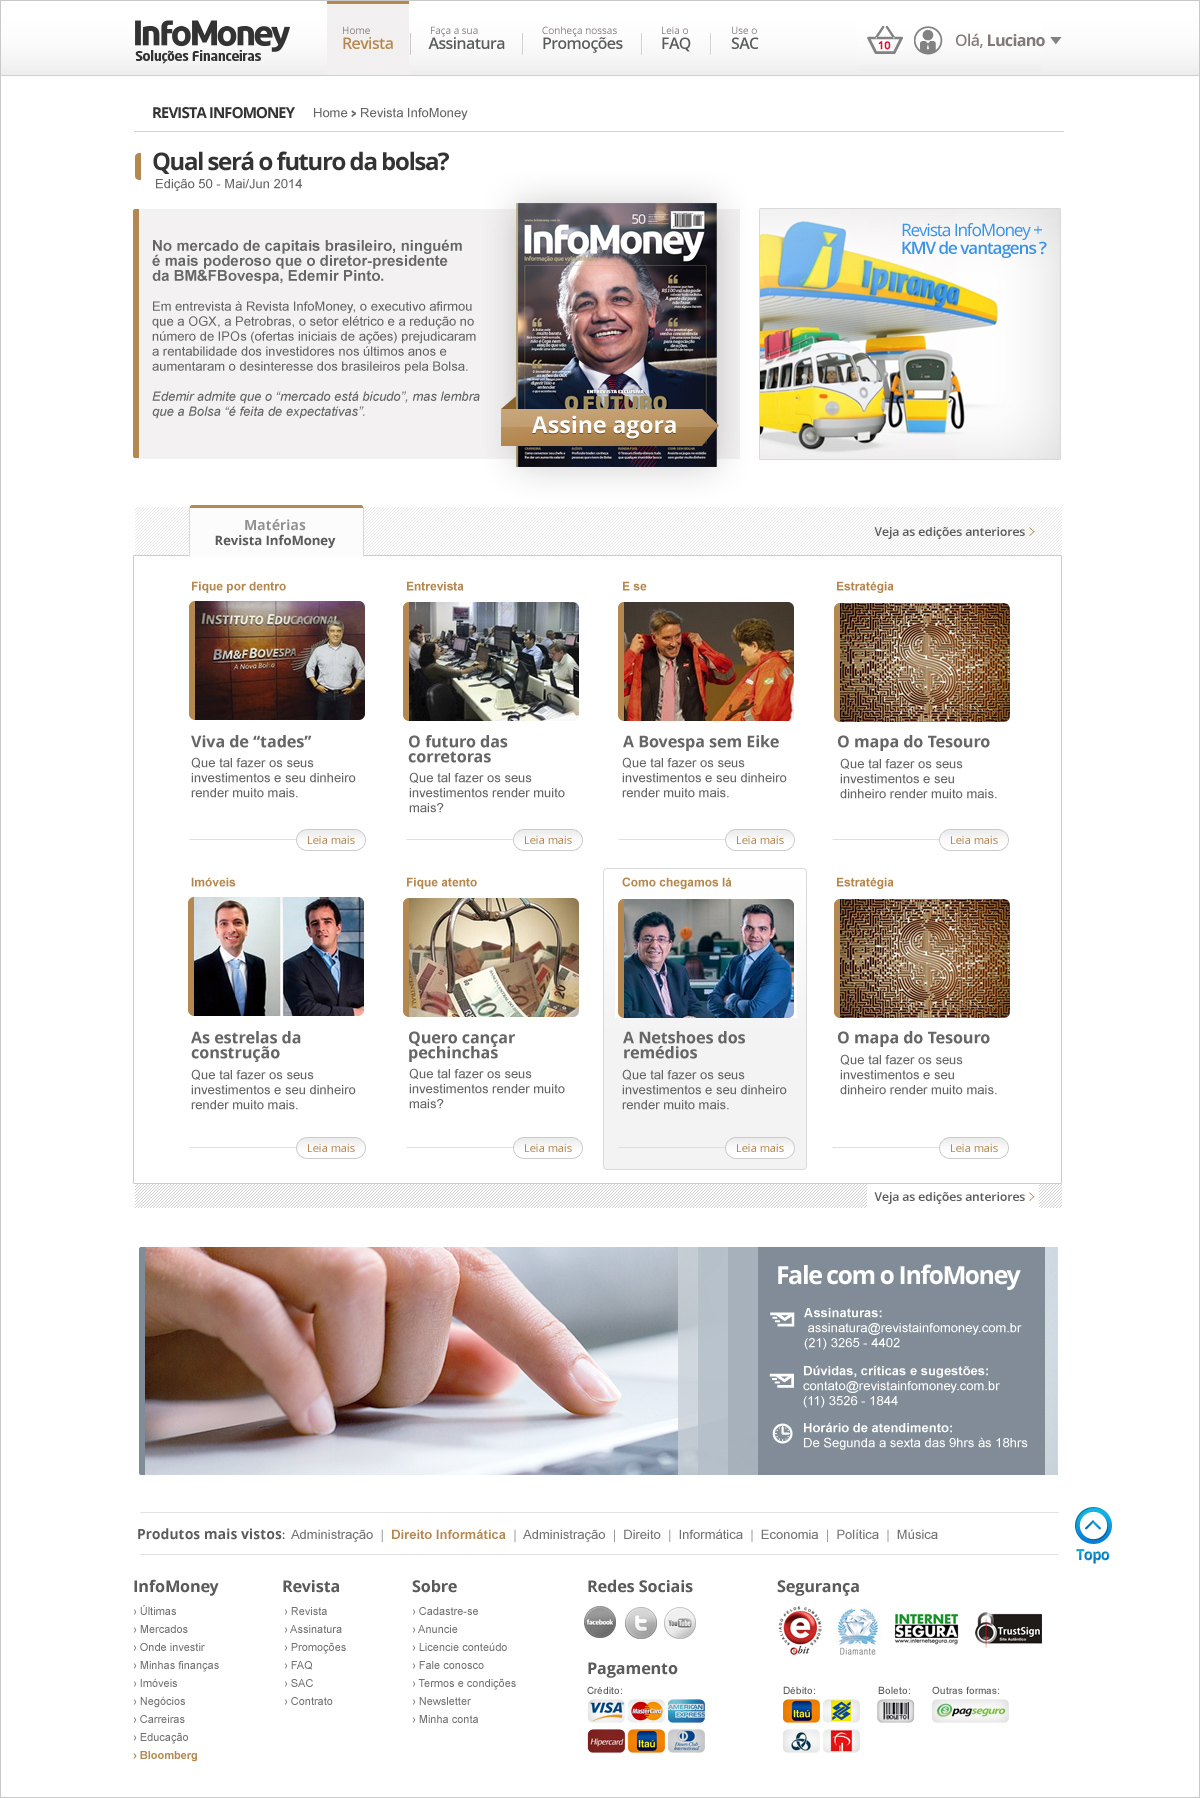 InfoMoney
Soluções Financeiras
Home
Revista
Faça a sua
Assinatura
Conheça nossas
Promoções
Leia o
FAQ
Use o
SAC
10
Olá, Luciano
REVISTA INFOMONEY
Home > Revista InfoMoney
Qual será o futuro da bolsa?
Edição 50 - Mai/Jun 2014
No mercado de capitais brasileiro, ninguém
é mais poderoso que o diretor-presidente
da BM&FBovespa, Edemir Pinto.
Em entrevista à Revista InfoMoney, o executivo afirmou
que a OGX, a Petrobras, o setor elétrico e a redução no
número de IPOs (ofertas iniciais de ações) prejudicaram
a rentabilidade dos investidores nos últimos anos e
aumentaram o desinteresse dos brasileiros pela Bolsa.
Edemir admite que o “mercado está bicudo”, mas lembra
que a Bolsa “é feita de expectativas”.
50
InfoMoney
ENTREVISTA EXCLUSIVA
O FUTURO
Assine agora
Revista InfoMoney +
KMV de vantagens ?
Ipiranga
Matérias
Revista InfoMoney
Veja as edições anteriores >
Fique por dentro
Entrevista
E se
Estratégia
INSTITUTO EDUCACIONAL
BM&FBOVESPA
A Nova Bolsa
Viva de “tades”
Que tal fazer os seus
investimentos e seu dinheiro
render muito mais.
O futuro das
corretoras
Que tal fazer os seus
investimentos render muito
mais?
A Bovespa sem Eike
Que tal fazer os seus
investimentos e seu dinheiro
render muito mais.
O mapa do Tesouro
Que tal fazer os seus
investimentos e seu
dinheiro render muito mais.
Leia mais
Leia mais
Leia mais
Leia mais
Imóveis
Fique atento
Como chegamos lá
Estratégia
100
As estrelas da
construção
Que tal fazer os seus
investimentos e seu dinheiro
render muito mais.
Quero cançar
pechinchas
Que tal fazer os seus
investimentos render muito
mais?
A Netshoes dos
remédios
Que tal fazer os seus
investimentos e seu dinheiro
render muito mais.
O mapa do Tesouro
Que tal fazer os seus
investimentos e seu
dinheiro render muito mais.
Leia mais
Leia mais
Leia mais
Leia mais
Veja as edições anteriores >
Fale com o InfoMoney
Assinaturas:
assinatura@revistainfomoney.com.br
(21) 3265 - 4402
Dúvidas, críticas e sugestões:
contato@revistainfomoney.com.br
(11) 3526 - 1844
Horário de atendimento:
De Segunda a sexta das 9hrs às 18hrs
Produtos mais vistos: Administração | Direito Informática | Administração | Direito | Informática | Economia | Política | Música
Topo
InfoMoney
› Últimas
› Mercados
› Onde investir
› Minhas finanças
› Imóveis
› Negócios
› Carreiras
› Educação
› Bloomberg
Revista
› Revista
› Assinatura
› Promoções
› FAQ
› SAC
› Contrato
Sobre
› Cadastre-se
› Anuncie
› Licencie conteúdo
› Fale conosco
› Termos e condições
› Newsletter
› Minha conta
Redes Sociais
facebook
t
YouTube
Pagamento
Crédito:
VISA
MasterCard
AMERICAN EXPRESS
Hipercard
Itaú
Diners Club International
Segurança
e
ebit
Diamante
INTERNET
SEGURA
www.internetsegura.org
TrustSign
Site Autêntico
Débito:
Itaú
Boleto:
BOLETO
Outras formas:
pagseguro